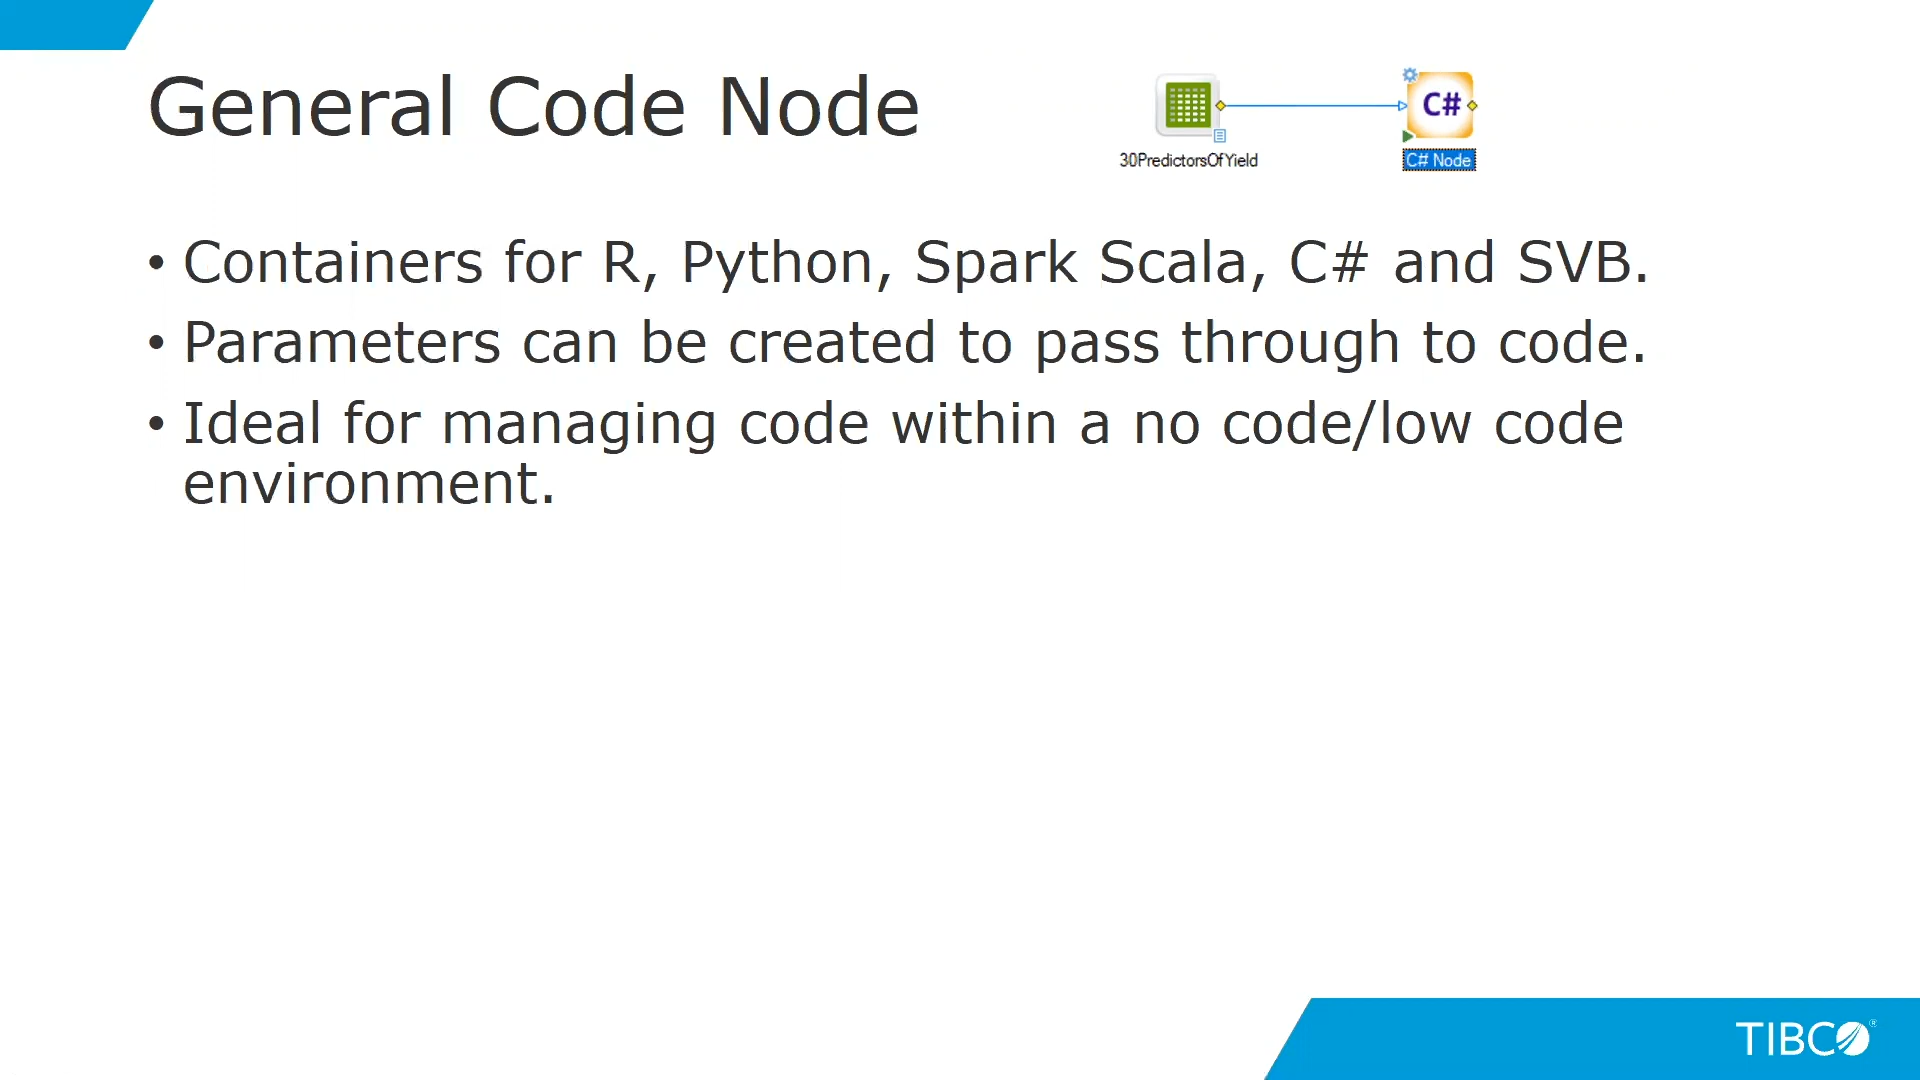 General Code Node
C#
30PredictorsOfYield
C# Node
• Containers for R, Python, Spark Scala, C# and SVB.
• Parameters can be created to pass through to code.
• Ideal for managing code within a no code/low code
environment.
TIBCO®